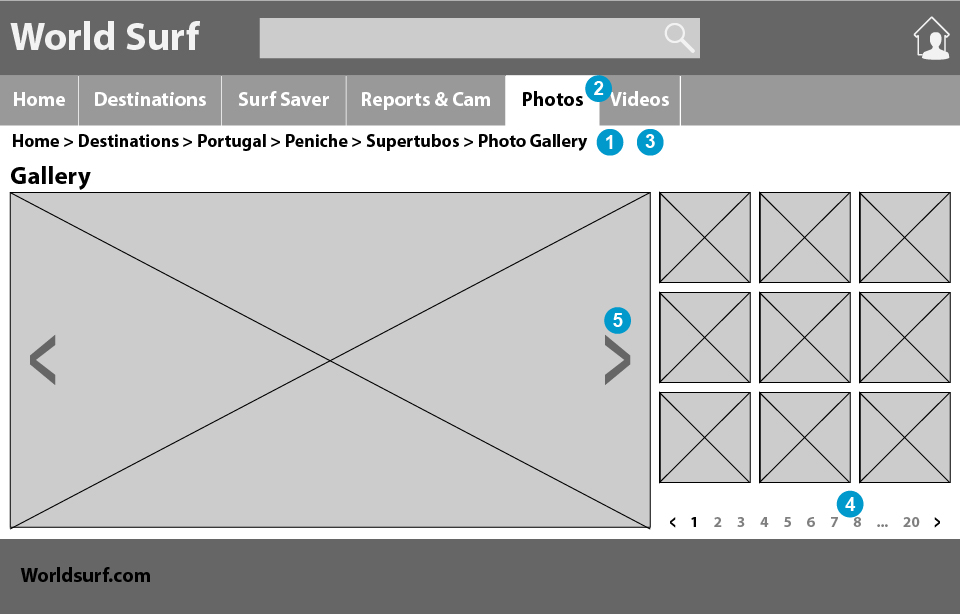 World Surf
Home Destinations Surf Saver Reports & Cam Photos 2 Videos
Home > Destinations > Portugal > Peniche > Supertubos > Photo Gallery 1 3
Gallery
5
4
< 1 2 3 4 5 6 7 8 ... 20 >
Worldsurf.com